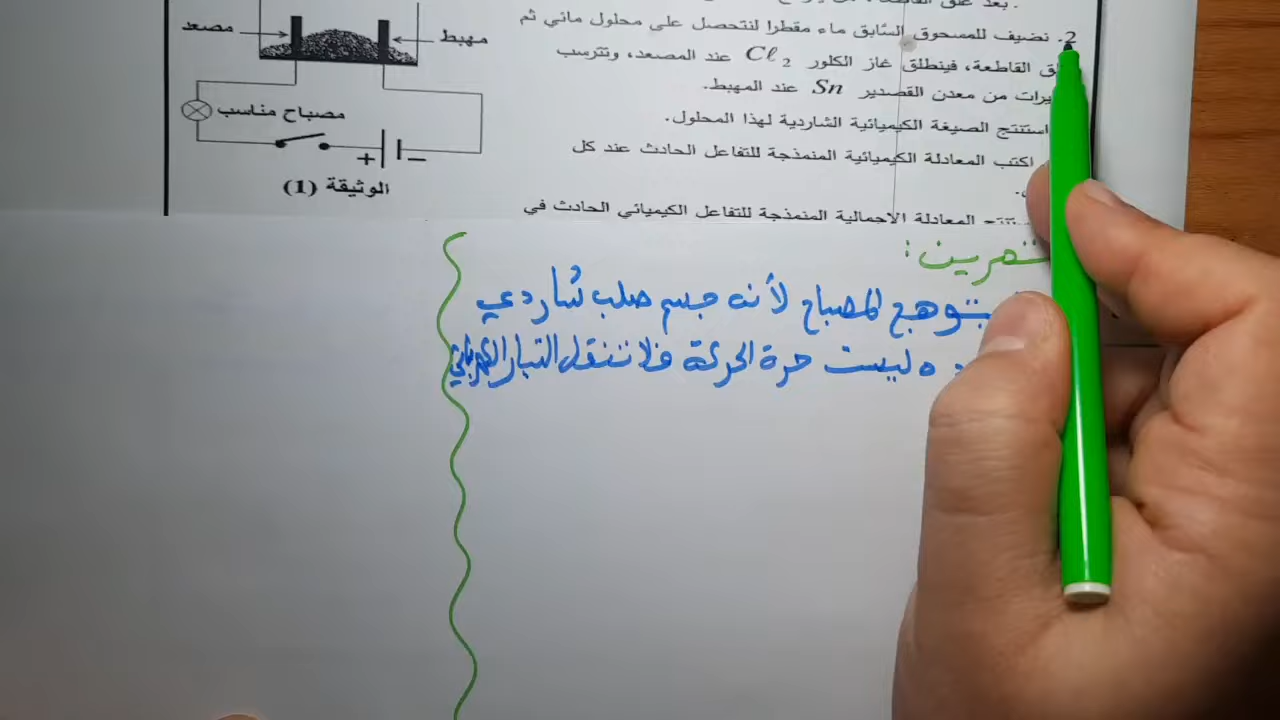 2. نضيف للمسحوق السابق ماء مقطرا لنتحصل على محلول مائي ثم
القاطعة، فينطلق غاز الكلور Cℓ₂ عند المصعد، وتترسب
من معدن القصدير Sn عند المهبط.
استنتج الصيغة الكيميائية الشاردية لهذا المحلول.
اكتب المعادلة الكيميائية المنمذجة للتفاعل الحادث عند كل
المعادلة الاجمالية المنمذجة للتفاعل الكيميائي الحادث في
مصعد
مهبط
مصباح مناسب
+ −
الوثيقة (1)
يتوهج المصباح لأنه جسم صلب شاردي
ليست حرة الحركة فلا تنقل التيار الكهربائي